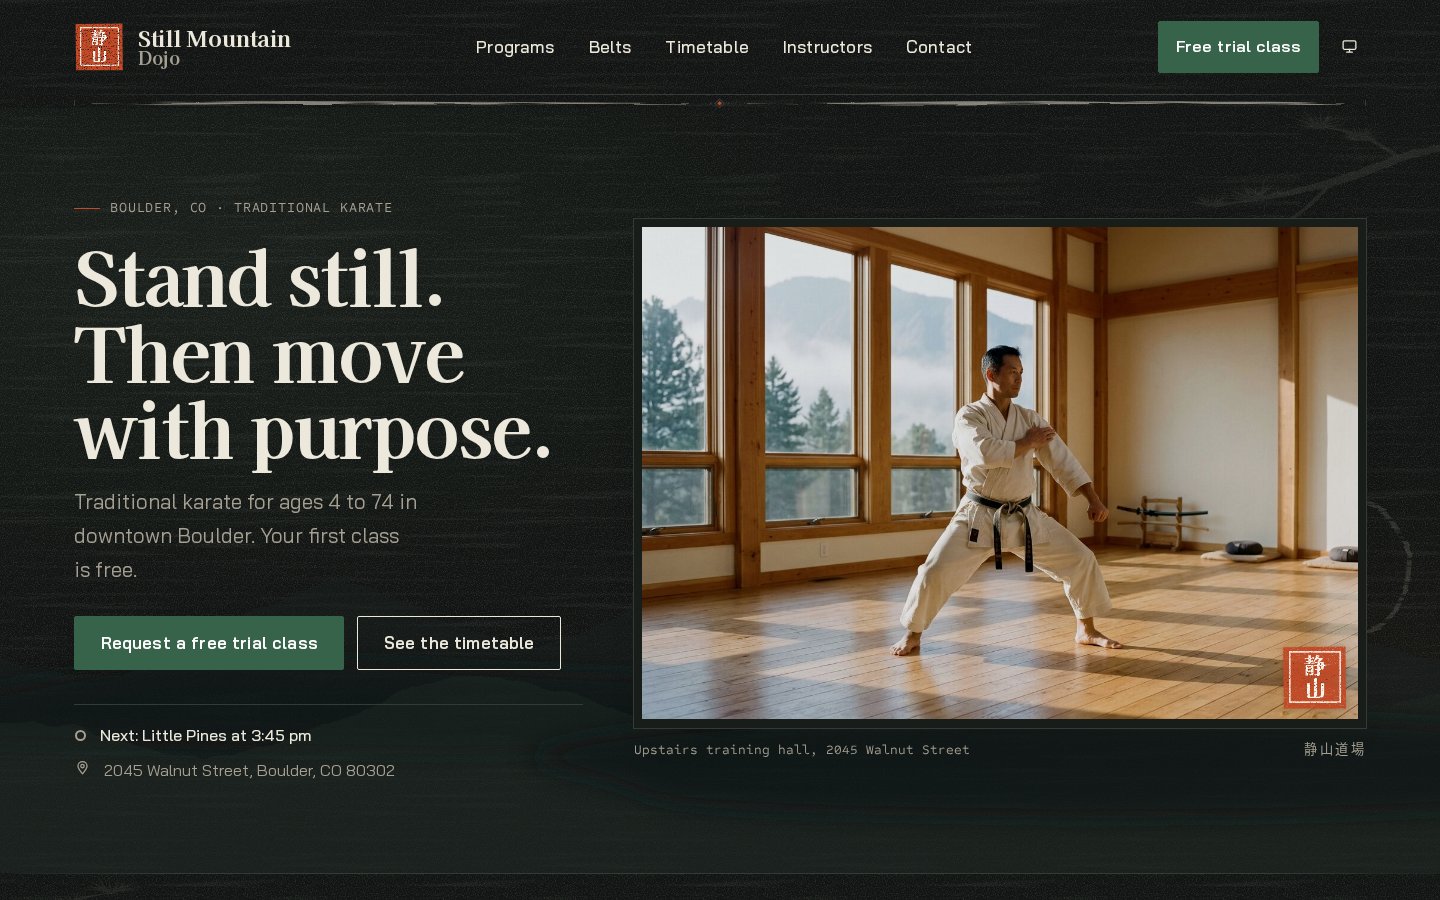 静山
Still Mountain
Dojo
Programs
Belts
Timetable
Instructors
Contact
Free trial class
BOULDER, CO · TRADITIONAL KARATE
Stand still.
Then move
with purpose.
Traditional karate for ages 4 to 74 in
downtown Boulder. Your first class
is free.
Request a free trial class
See the timetable
Next: Little Pines at 3:45 pm
2045 Walnut Street, Boulder, CO 80302
静山
Upstairs training hall, 2045 Walnut Street
静山道場